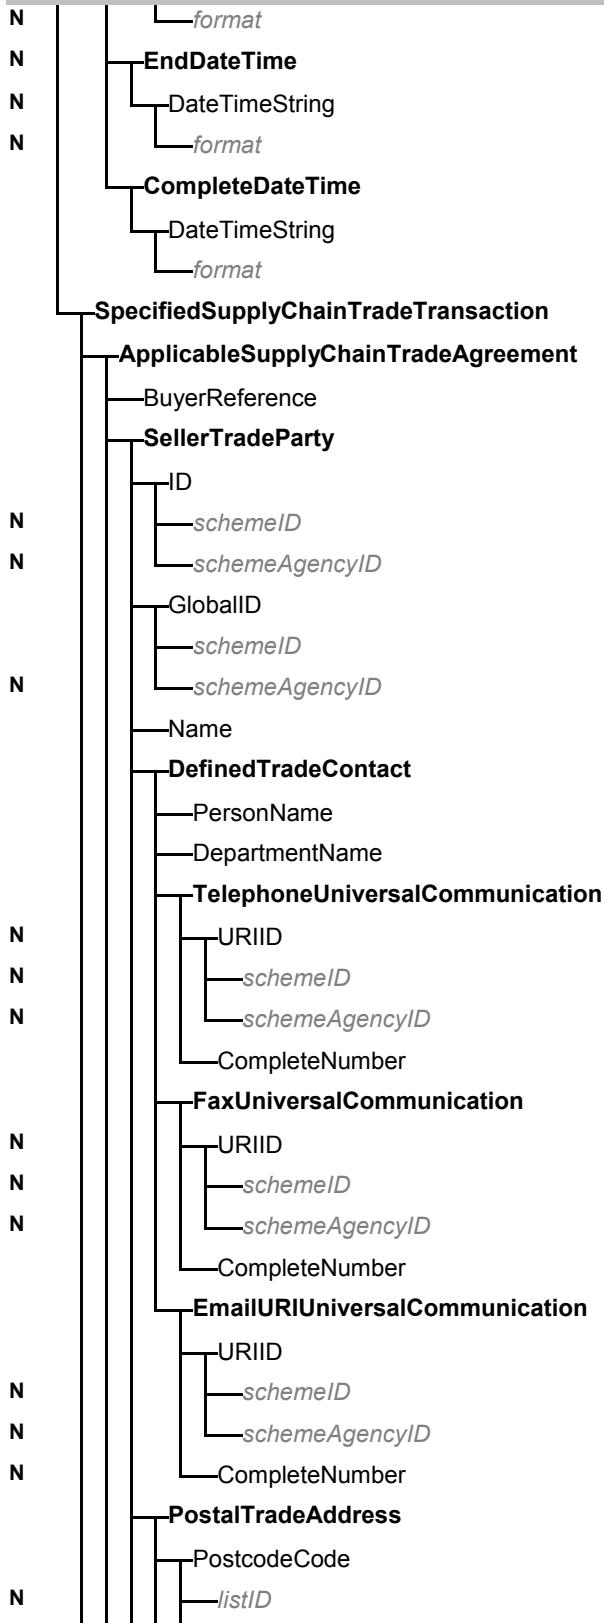 N format
N EndDateTime
N DateTimeString
N format
CompleteDateTime
DateTimeString
format
SpecifiedSupplyChainTradeTransaction
ApplicableSupplyChainTradeAgreement
BuyerReference
SellerTradeParty
ID
N schemeID
N schemeAgencyID
GlobalID
schemeID
N schemeAgencyID
Name
DefinedTradeContact
PersonName
DepartmentName
TelephoneUniversalCommunication
N URIID
N schemeID
N schemeAgencyID
CompleteNumber
FaxUniversalCommunication
N URIID
N schemeID
N schemeAgencyID
CompleteNumber
EmailURIUniversalCommunication
URIID
N schemeID
N schemeAgencyID
N CompleteNumber
PostalTradeAddress
PostcodeCode
N listID